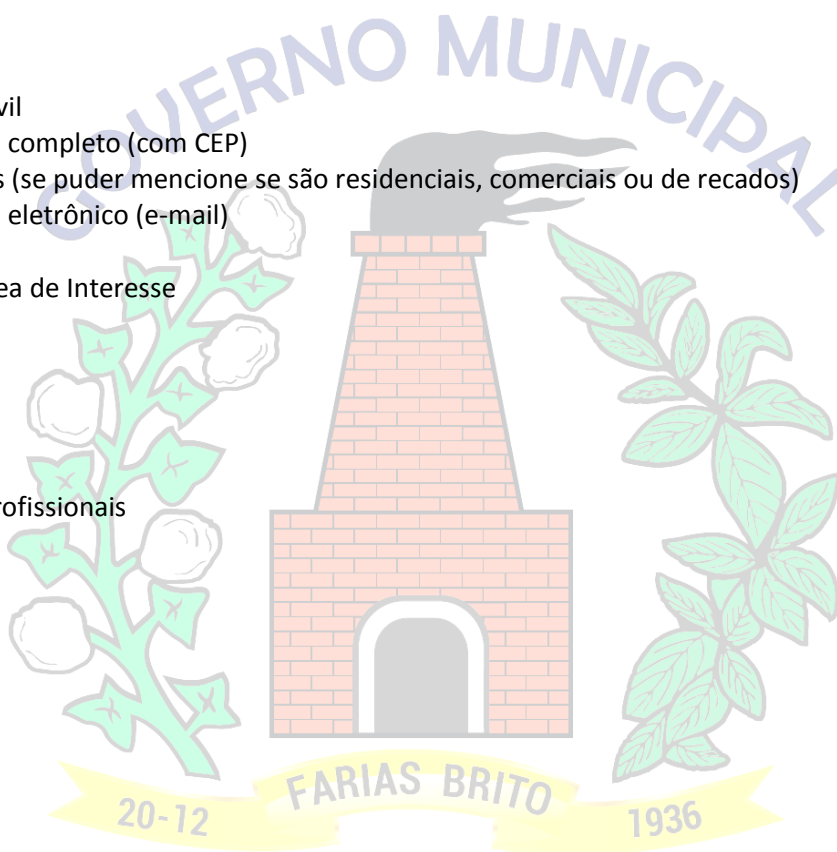 GOVERNO MUNICIPAL
vil
completo (com CEP)
s (se puder mencione se são residenciais, comerciais ou de recados)
eletrônico (e-mail)
ea de Interesse
rofissionais
FARIAS BRITO
20-12
1936